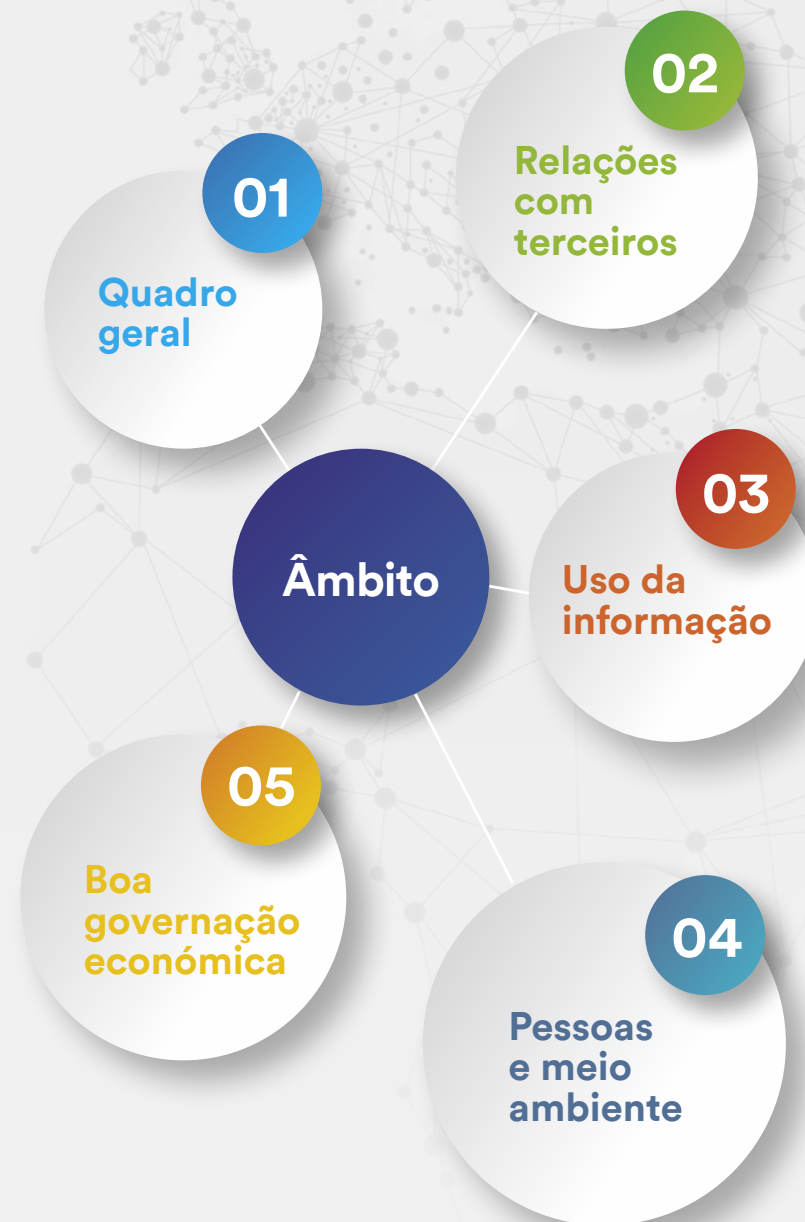 01
Quadro
geral
02
Relações
com
terceiros
Âmbito
03
Uso da
informação
04
Pessoas
e meio
ambiente
05
Boa
governação
económica